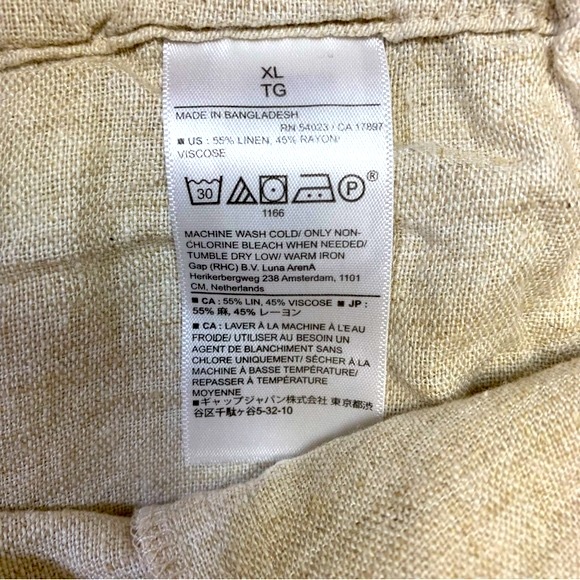 XL
TG
MADE IN BANGLADESH
RN 54023 / CA 17897
■ US : 55% LINEN, 45% RAYON/
VISCOSE
30 P ®
1166
MACHINE WASH COLD/ ONLY NON-
CHLORINE BLEACH WHEN NEEDED/
TUMBLE DRY LOW/ WARM IRON
Gap (RHC) B.V. Luna ArenA
Herikerbergweg 238 Amsterdam, 1101
CM, Netherlands
■ CA : 55% LIN, 45% VISCOSE ■ JP :
55% 麻, 45% レーヨン
■ CA : LAVER À LA MACHINE À L'EAU
FROIDE/ UTILISER AU BESOIN UN
AGENT DE BLANCHIMENT SANS
CHLORE UNIQUEMENT/ SÉCHER À LA
MACHINE À BASSE TEMPÉRATURE/
REPASSER À TEMPÉRATURE
MOYENNE
■ギャップジャパン株式会社 東京都渋
谷区千駄ヶ谷5-32-10